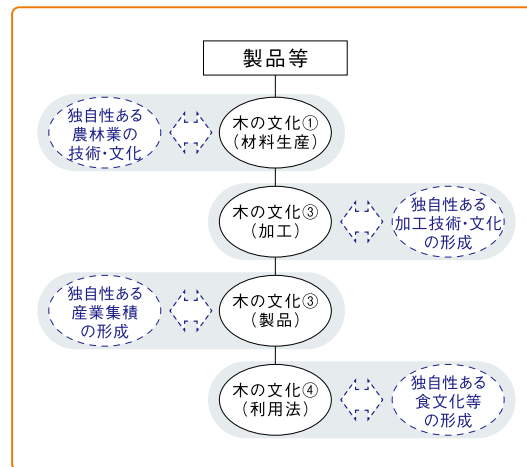 製品等
独自性ある
農林業の
技術・文化
木の文化①
(材料生産)
木の文化③
(加工)
独自性ある
加工技術・文化
の形成
独自性ある
産業集積
の形成
木の文化③
(製品)
木の文化④
(利用法)
独自性ある
食文化等
の形成